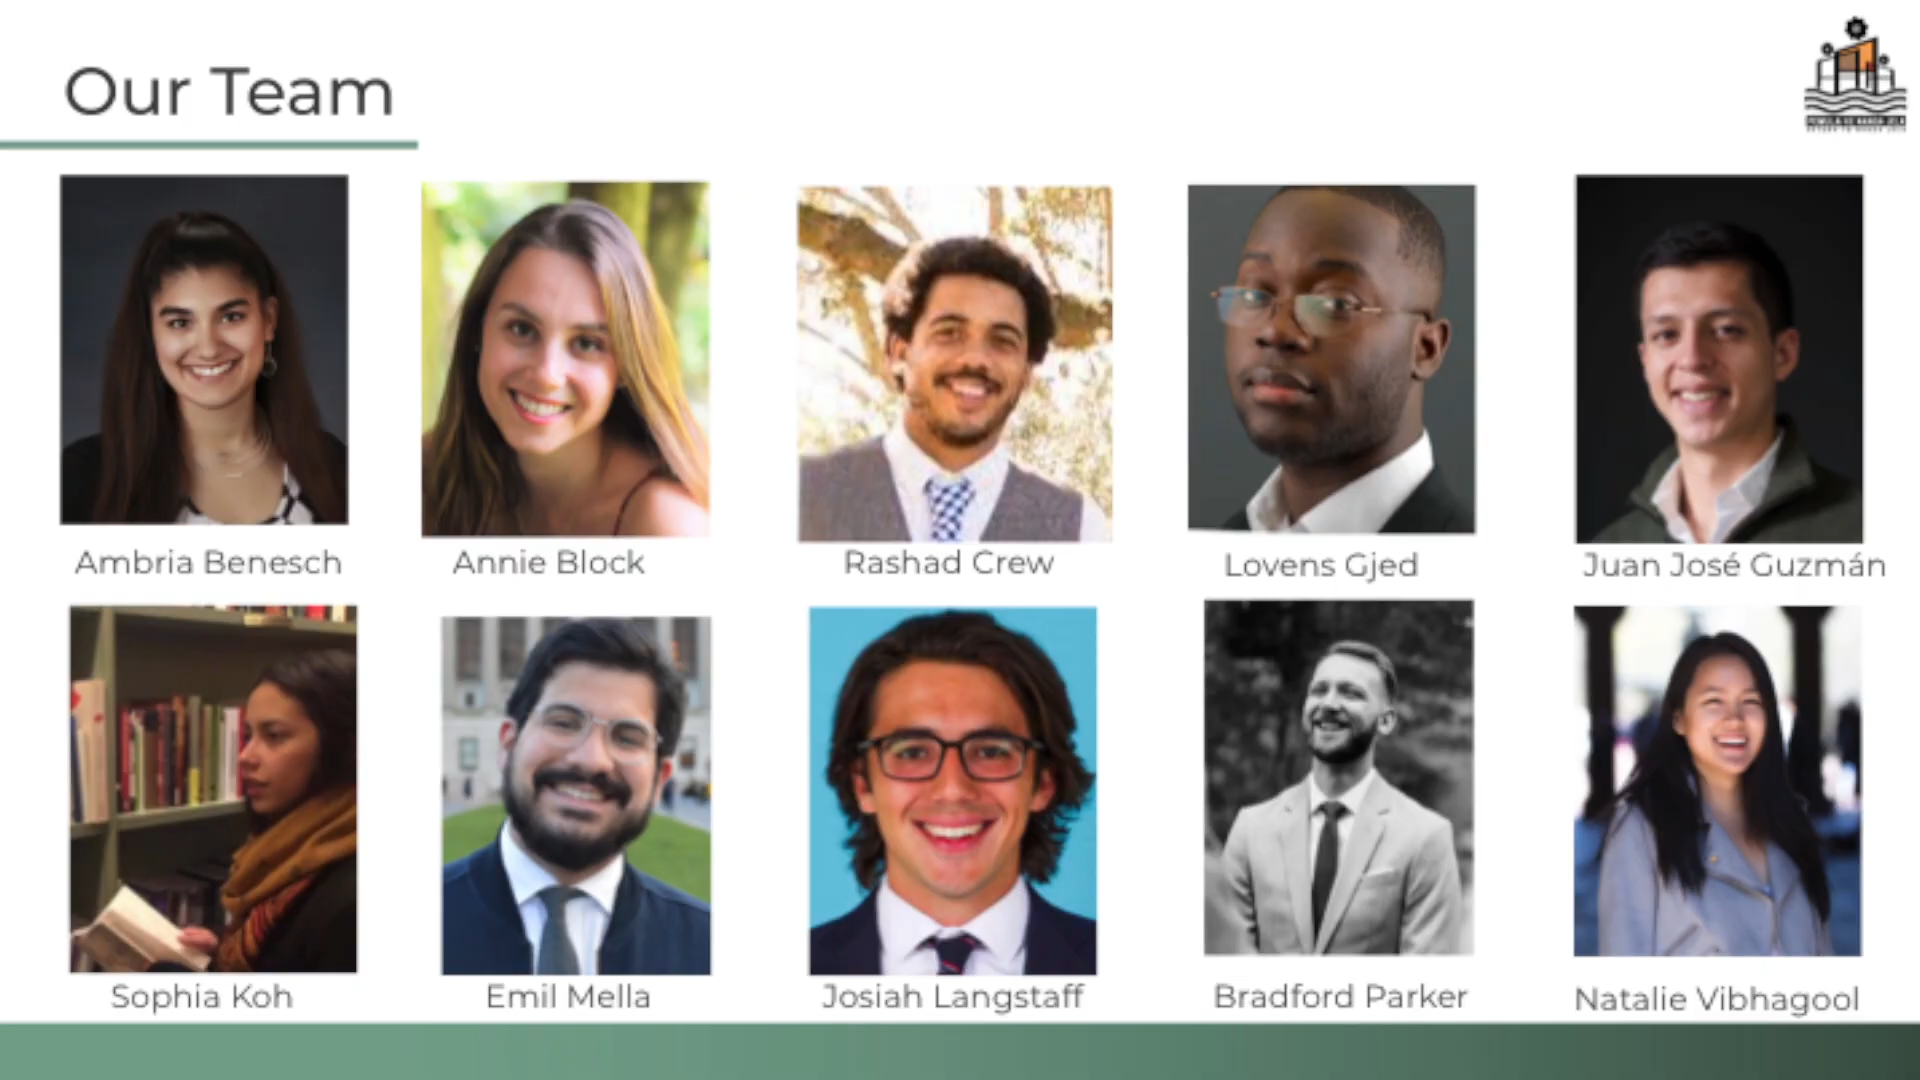 Our Team
Ambria Benesch
Annie Block
Rashad Crew
Lovens Gjed
Juan José Guzmán
Sophia Koh
Emil Mella
Josiah Langstaff
Bradford Parker
Natalie Vibhagool